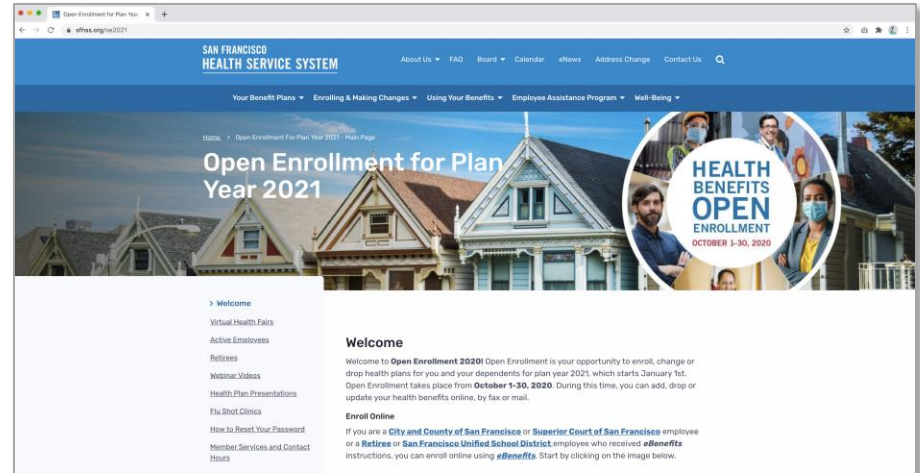 Open Enrollment for Plan Year
sfhss.org/oe2021
SAN FRANCISCO
HEALTH SERVICE SYSTEM
About Us FAQ Board Calendar eNews Address Change Contact Us
Your Benefit Plans Enrolling & Making Changes Using Your Benefits Employee Assistance Program Well-Being
Home > Open Enrollment For Plan Year 2021 - Main Page
Open Enrollment for Plan
Year 2021
HEALTH
BENEFITS
OPEN
ENROLLMENT
OCTOBER 1-30, 2020
> Welcome
Virtual Health Fairs
Active Employees
Retirees
Webinar Videos
Health Plan Presentations
Flu Shot Clinics
How to Reset Your Password
Member Services and Contact
Hours
Welcome
Welcome to Open Enrollment 2020! Open Enrollment is your opportunity to enroll, change or
drop health plans for you and your dependents for plan year 2021, which starts January 1st.
Open Enrollment takes place from October 1-30, 2020. During this time, you can add, drop or
update your health benefits online, by fax or mail.
Enroll Online
If you are a City and County of San Francisco or Superior Court of San Francisco employee
or a Retiree or San Francisco Unified School District employee who received eBenefits
instructions, you can enroll online using eBenefits. Start by clicking on the image below.